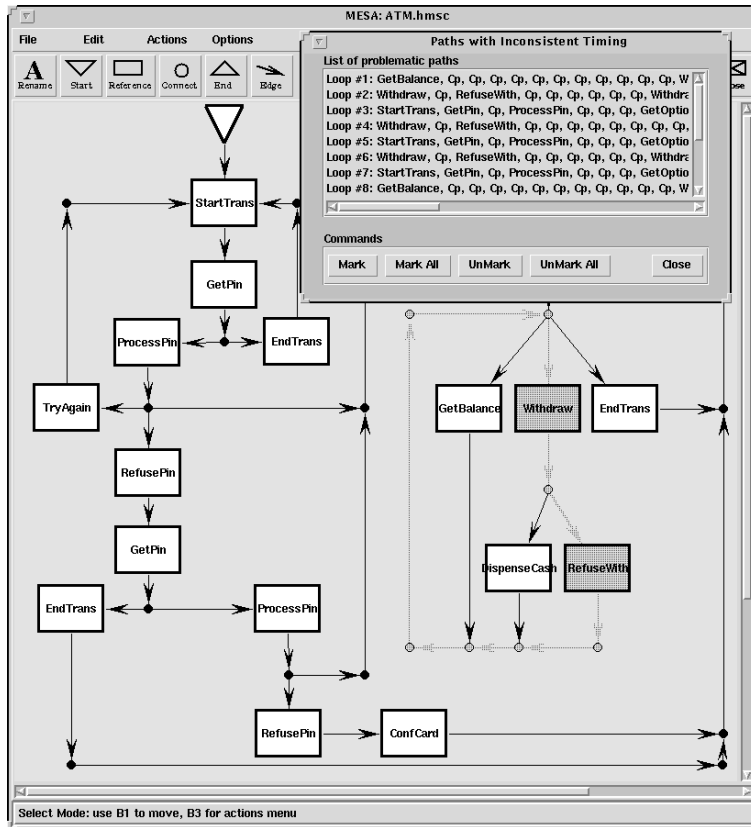 MESA: ATM.hmsc
File Edit Actions Options
A
Rename Start Reference Connect End Edge
Paths with Inconsistent Timing
List of problematic paths
Loop #1: GetBalance, Cp, Cp, Cp, Cp, Cp, Cp, Cp, Cp, Cp, W
Loop #2: Withdraw, Cp, RefuseWith, Cp, Cp, Cp, Cp, Cp, Withdra
Loop #3: StartTrans, GetPin, Cp, ProcessPin, Cp, Cp, Cp, GetOptio
Loop #4: Withdraw, Cp, RefuseWith, Cp, Cp, Cp, Cp, Cp, Cp, Cp,
Loop #5: StartTrans, GetPin, Cp, ProcessPin, Cp, Cp, Cp, GetOptio
Loop #6: Withdraw, Cp, RefuseWith, Cp, Cp, Cp, Cp, Cp, Withdra
Loop #7: StartTrans, GetPin, Cp, ProcessPin, Cp, Cp, Cp, GetOptio
Loop #8: GetBalance, Cp, Cp, Cp, Cp, Cp, Cp, Cp, Cp, Cp, W
Commands
Mark Mark All UnMark UnMark All Close
StartTrans
GetPin
ProcessPin EndTrans
TryAgain GetBalance Withdraw EndTrans
RefusePin
GetPin DispenseCash RefuseWith
EndTrans ProcessPin
RefusePin ConfCard
Select Mode: use B1 to move, B3 for actions menu